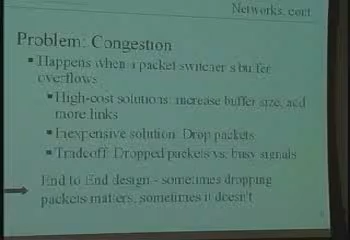 Networks, cont.
Problem: Congestion
▪ Happens when a packet switcher's buffer
overflows
▪ High-cost solutions: increase buffer size, add
more links
▪ Inexpensive solution: Drop packets
▪ Tradeoff: Dropped packets vs. busy signals
End to End design - sometimes dropping
packets matters, sometimes it doesn't